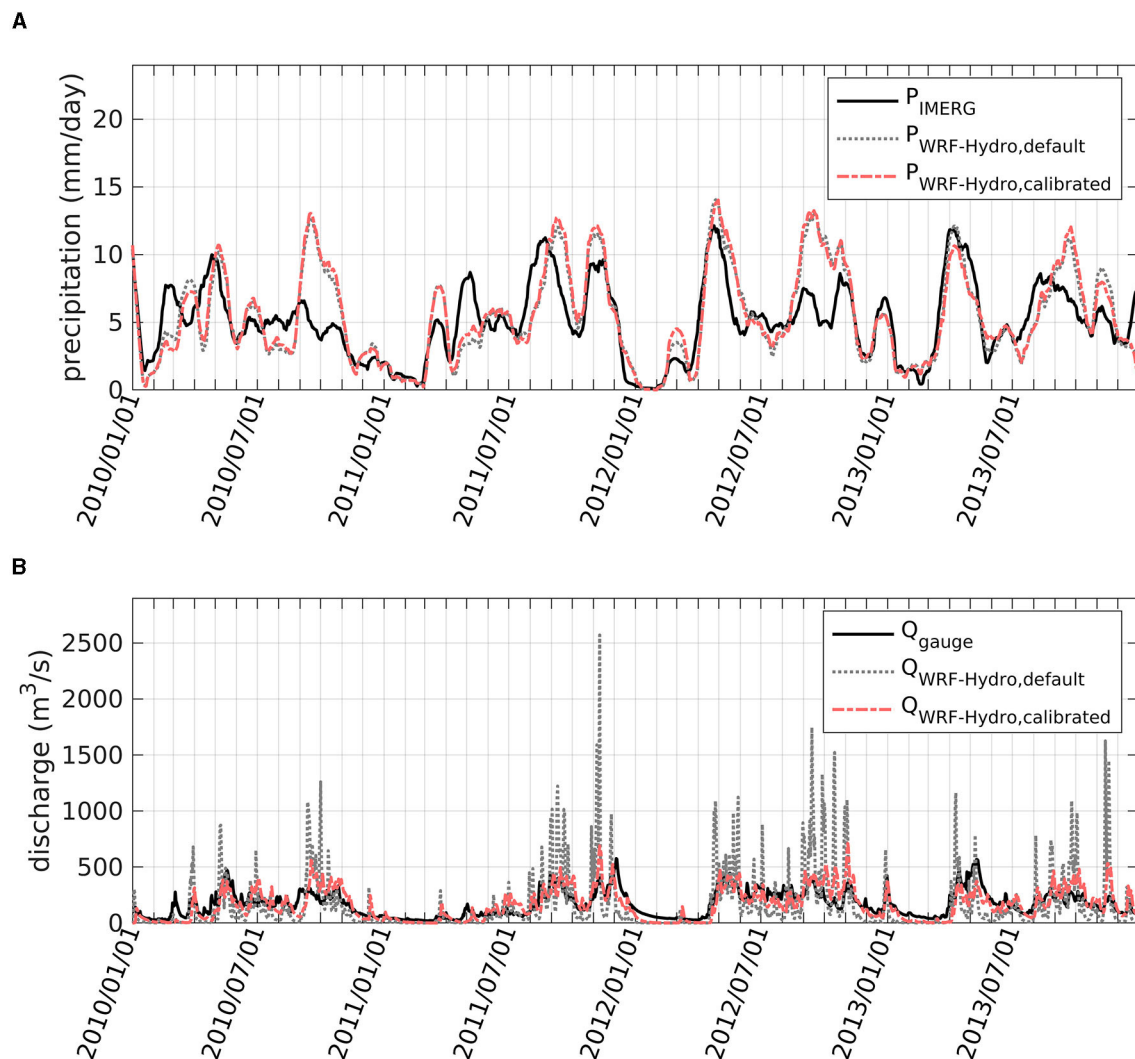 A
precipitation (mm/day)
20
15
10
5
0
P_IMERG
P_WRF-Hydro,default
P_WRF-Hydro,calibrated
2010/01/01
2010/07/01
2011/01/01
2011/07/01
2012/01/01
2012/07/01
2013/01/01
2013/07/01
B
discharge (m³/s)
2500
2000
1500
1000
500
0
Q_gauge
Q_WRF-Hydro,default
Q_WRF-Hydro,calibrated
2010/01/01
2010/07/01
2011/01/01
2011/07/01
2012/01/01
2012/07/01
2013/01/01
2013/07/01